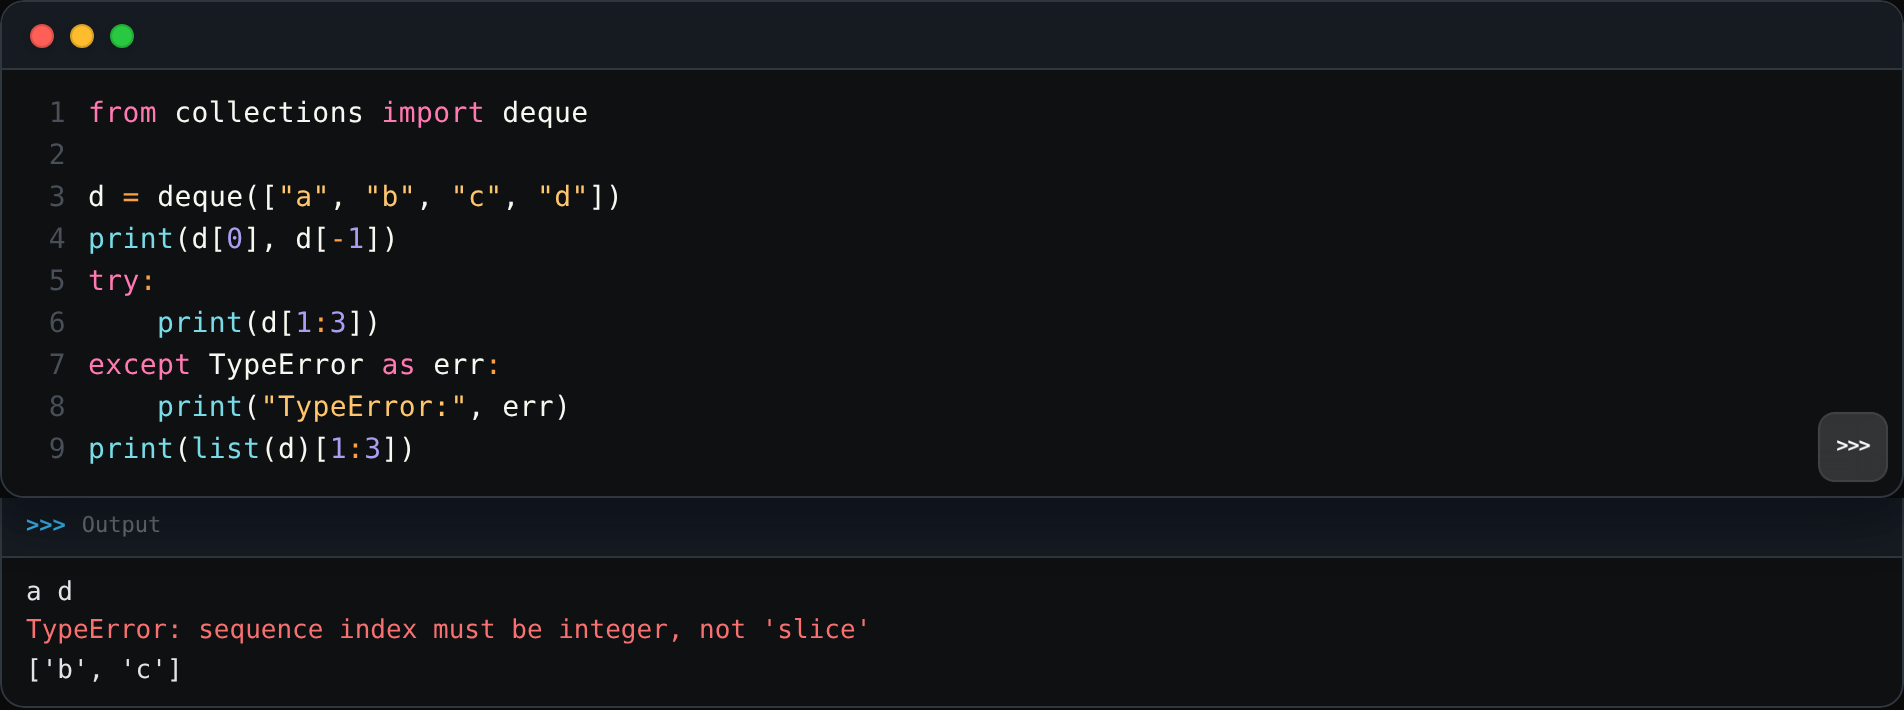 1 from collections import deque
2
3 d = deque(["a", "b", "c", "d"])
4 print(d[0], d[-1])
5 try:
6     print(d[1:3])
7 except TypeError as err:
8     print("TypeError:", err)
9 print(list(d)[1:3])
>>>
>>> Output
a d
TypeError: sequence index must be integer, not 'slice'
['b', 'c']